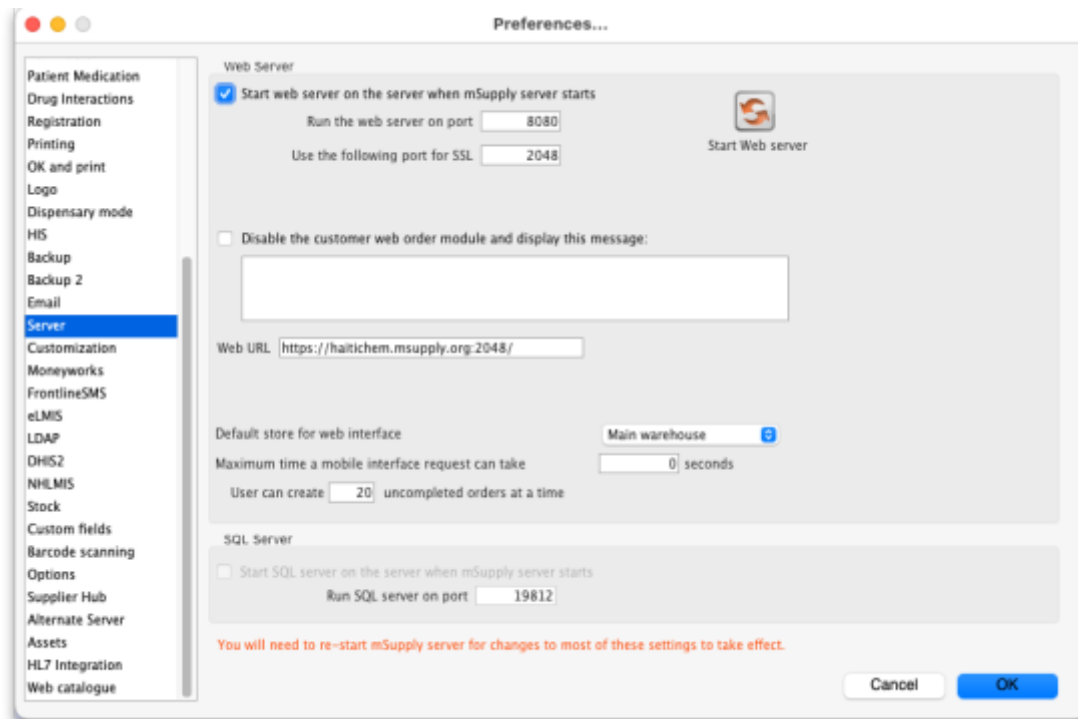 Preferences...
Patient Medication
Drug Interactions
Registration
Printing
OK and print
Logo
Dispensary mode
HIS
Backup
Backup 2
Email
Server
Customization
Moneyworks
FrontlineSMS
eLMIS
LDAP
DHIS2
NHLMIS
Stock
Custom fields
Barcode scanning
Options
Supplier Hub
Alternate Server
Assets
HL7 Integration
Web catalogue
Web Server
Start web server on the server when mSupply server starts
Run the web server on port 8080
Use the following port for SSL 2048
Start Web server
Disable the customer web order module and display this message:
Web URL https://haitichem.msupply.org:2048/
Default store for web interface Main warehouse
Maximum time a mobile interface request can take 0 seconds
User can create 20 uncompleted orders at a time
SQL Server
Start SQL server on the server when mSupply server starts
Run SQL server on port 19812
You will need to re-start mSupply server for changes to most of these settings to take effect.
Cancel OK